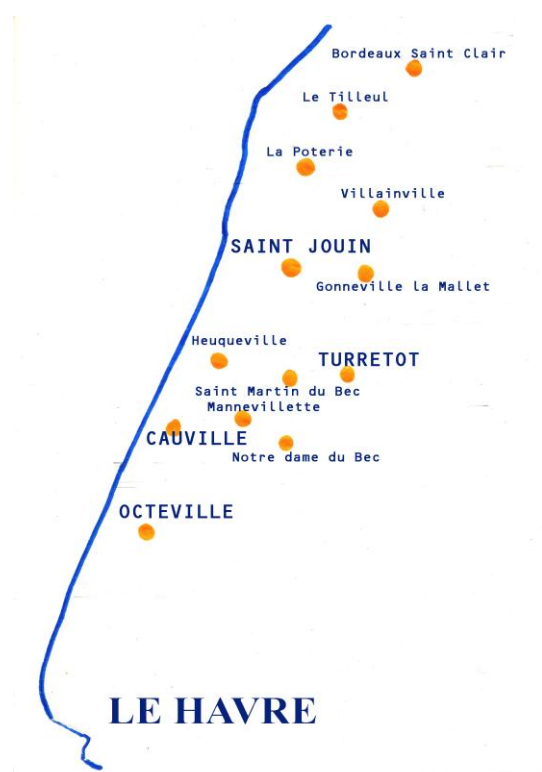 Bordeaux Saint Clair
Le Tilleul
La Poterie
Villainville
SAINT JOUIN
Gonneville la Mallet
Heuqueville
TURRETOT
Saint Martin du Bec
Mannevillette
CAUVILLE
Notre dame du Bec
OCTEVILLE
LE HAVRE